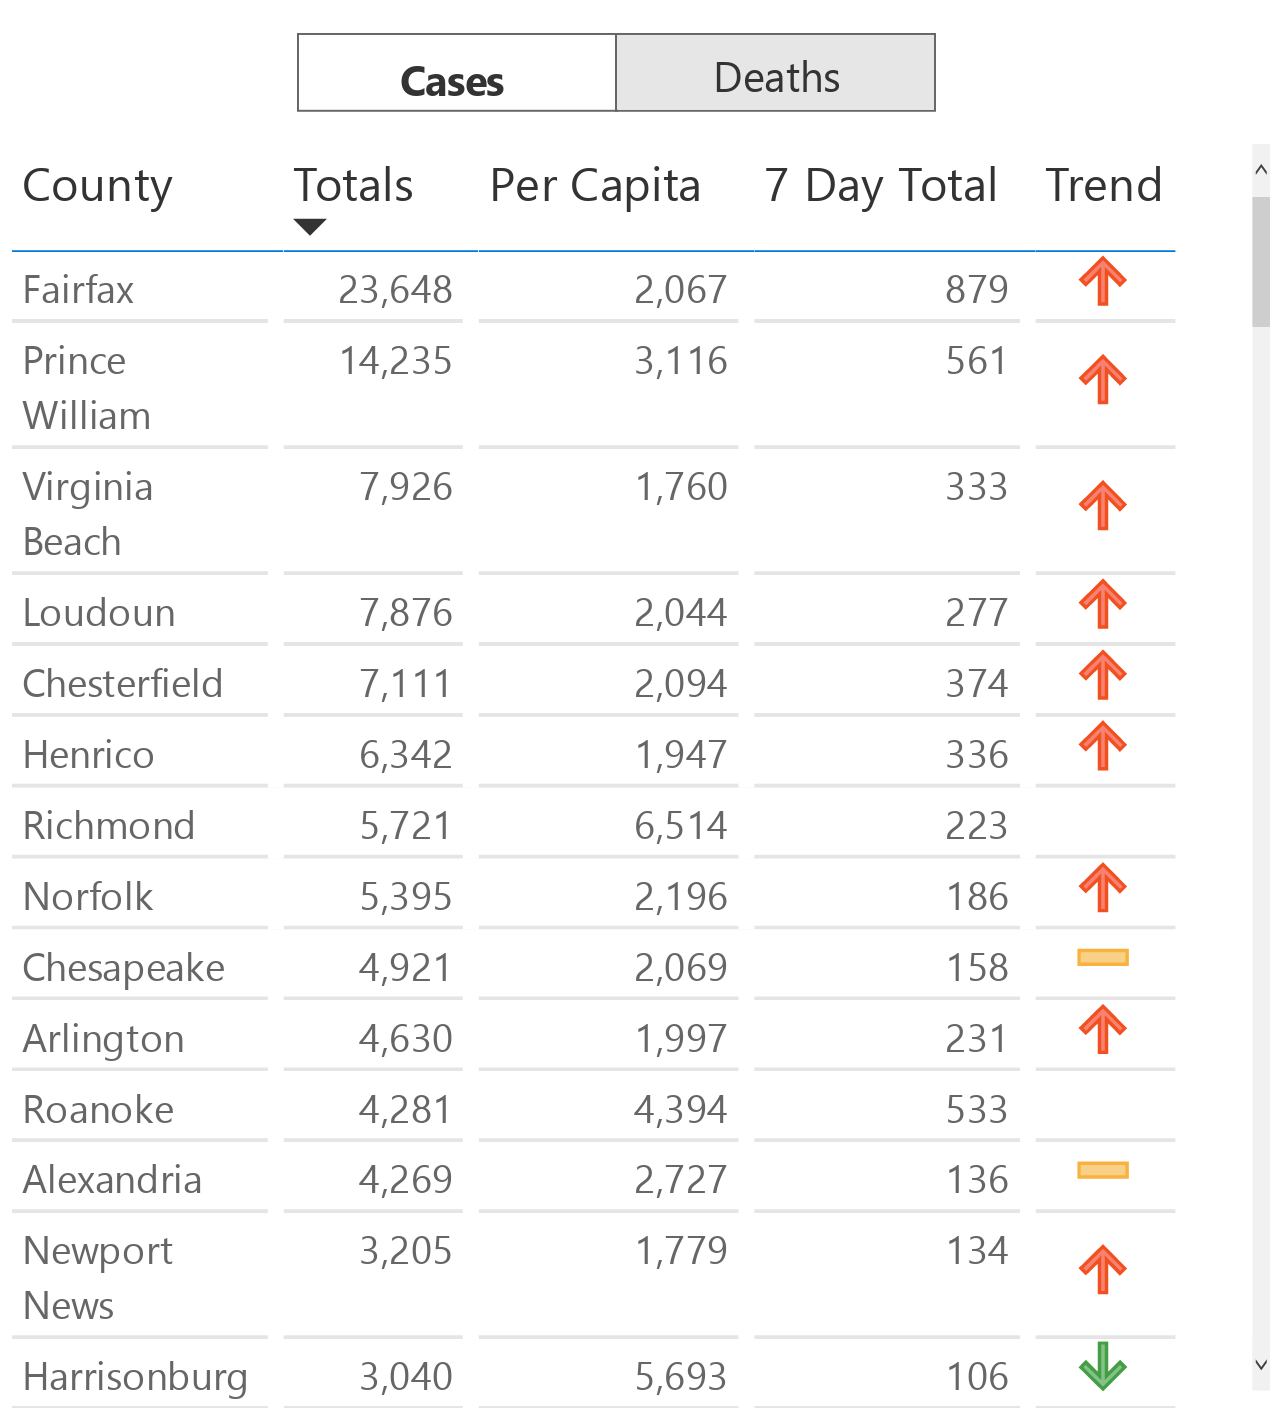 Cases Deaths
County Totals Per Capita 7 Day Total Trend
Fairfax 23,648 2,067 879
Prince 14,235 3,116 561
William
Virginia 7,926 1,760 333
Beach
Loudoun 7,876 2,044 277
Chesterfield 7,111 2,094 374
Henrico 6,342 1,947 336
Richmond 5,721 6,514 223
Norfolk 5,395 2,196 186
Chesapeake 4,921 2,069 158
Arlington 4,630 1,997 231
Roanoke 4,281 4,394 533
Alexandria 4,269 2,727 136
Newport 3,205 1,779 134
News
Harrisonburg 3,040 5,693 106